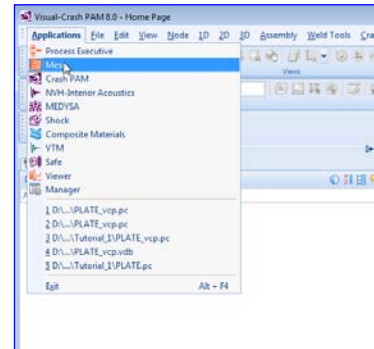 Visual-Crash PAM 8.0 - Home Page
Applications File Edit View Node 1D 2D 3D Assembly Weld Tools
Process Executive
Views
Crash PAM
NVH-Interior Acoustics
MEDYSA
Shock
Composite Materials
VTM
Safe
Viewer
Manager
1 D:\...\PLATE_vcp.pc
2 D:\...\PLATE_vcp.pc
3 D:\...\Tutorial_1\PLATE_vcp.pc
4 D:\...\PLATE_vcp.vdb
5 D:\...\Tutorial_1\PLATE.pc
Exit Alt + F4